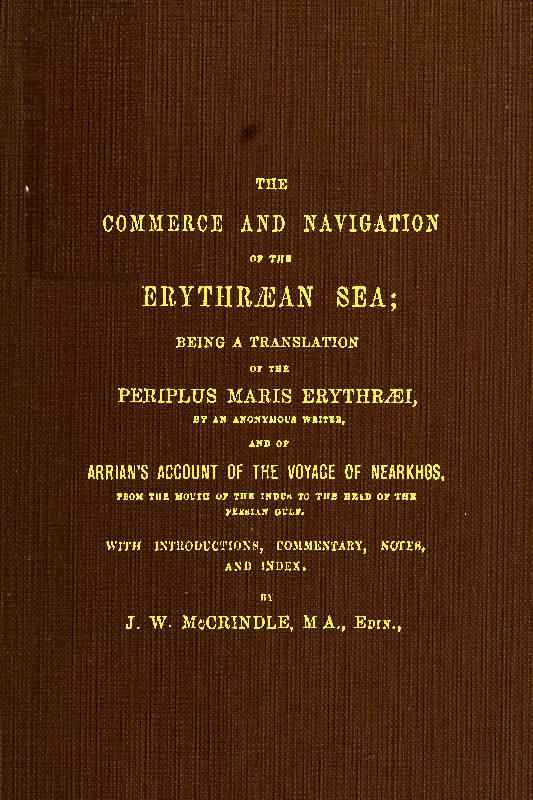 THE
COMMERCE AND NAVIGATION
OF THE
ERYTHRÆAN SEA;
BEING A TRANSLATION
OF THE
PERIPLUS MARIS ERYTHRÆI,
BY AN ANONYMOUS WRITER,
AND OF
ARRIAN'S ACCOUNT OF THE VOYAGE OF NEARKHOS,
FROM THE MOUTH OF THE INDUS TO THE HEAD OF THE
PERSIAN GULF.
WITH INTRODUCTIONS, COMMENTARY, NOTES,
AND INDEX.
BY
J. W. McCRINDLE, M A., EDIN.,